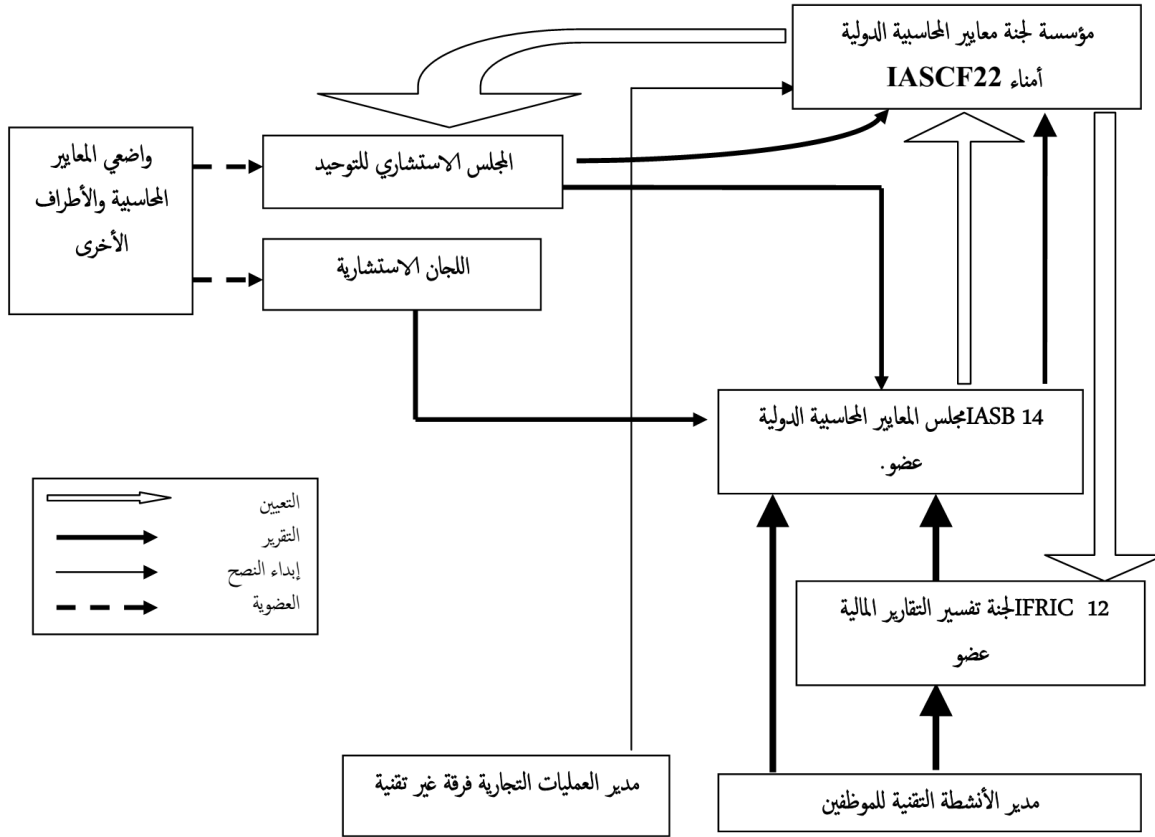 مؤسسة لجنة معايير المحاسبية الدولية
أمناء IASCF22
واضعي المعايير
المحاسبية والأطراف
الأخرى
المجلس الاستشاري للتوحيد
اللجان الاستشارية
IASB 14مجلس المعايير المحاسبية الدولية
عضو.
التعيين
التقرير
إبداء النصح
العضوية
IFRIC 12لجنة تفسير التقارير المالية
عضو
مدير العمليات التجارية فرقة غير تقنية
مدير الأنشطة التقنية للموظفين